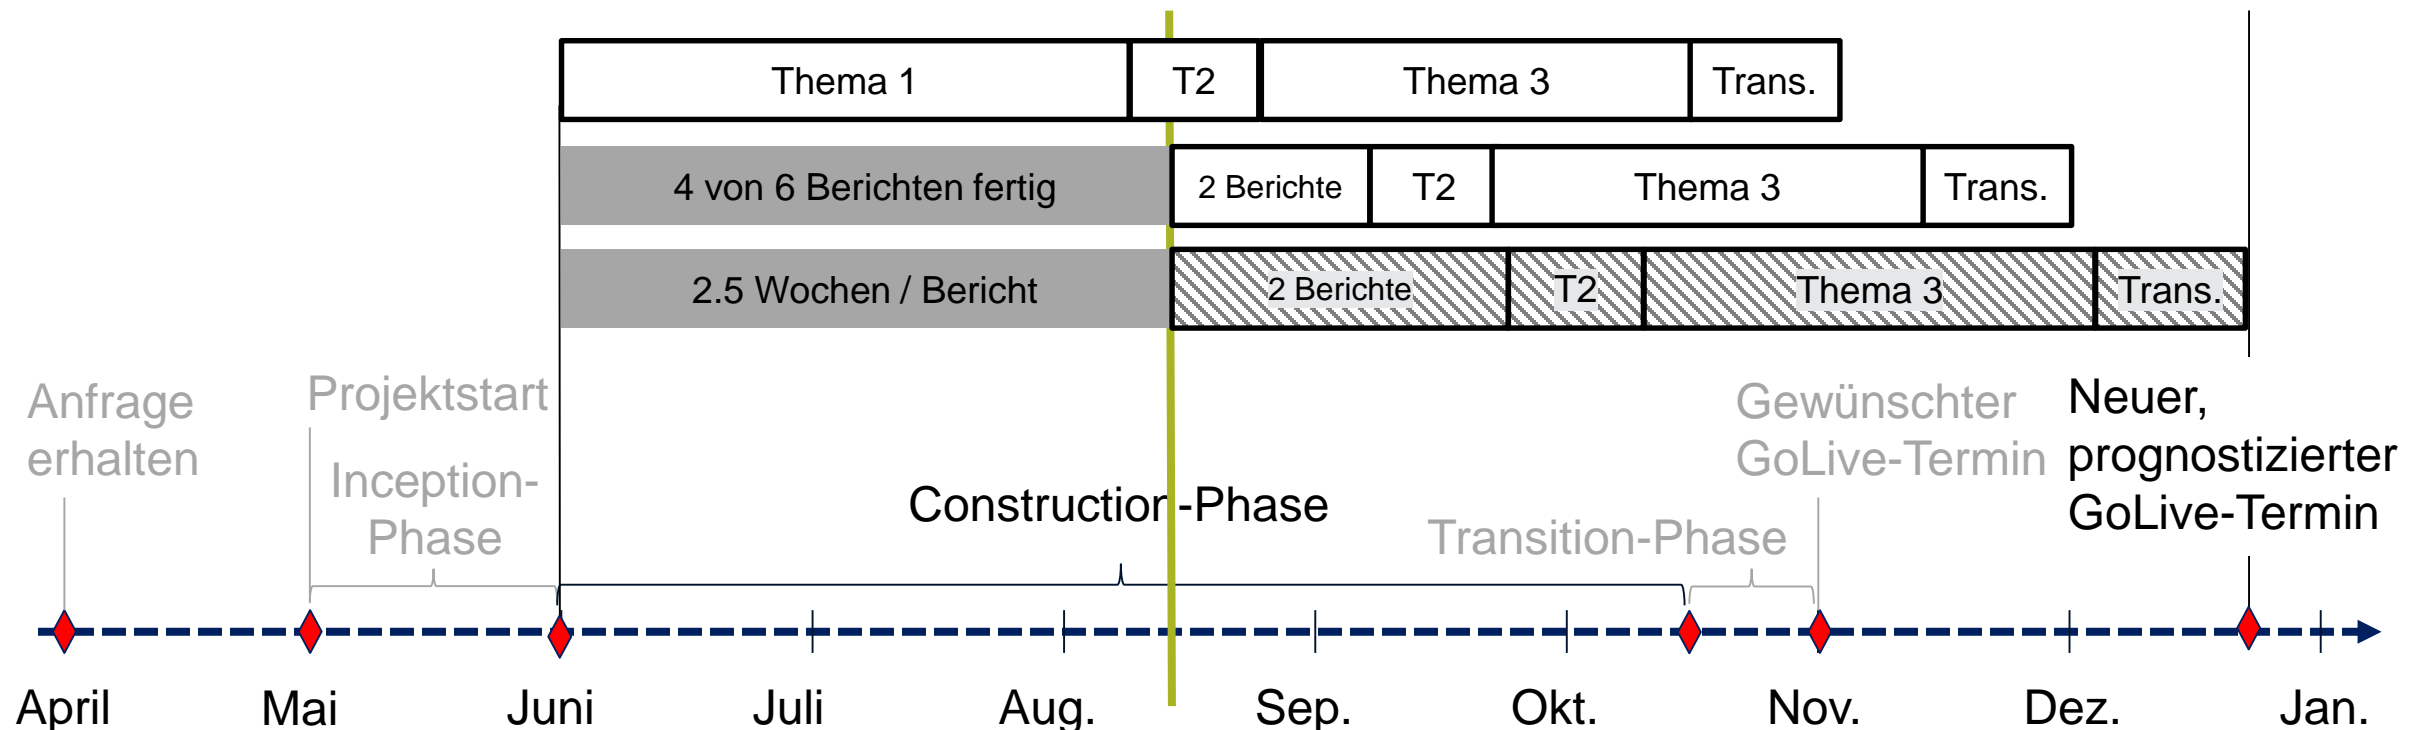 Thema 1
T2
Thema 3
Trans.
4 von 6 Berichten fertig
2 Berichte
T2
Thema 3
Trans.
2.5 Wochen / Bericht
2 Berichte
T2
Thema 3
Trans.
Anfrage
erhalten
Projektstart
Inception-
Phase
Construction-Phase
Transition-Phase
Gewünschter
GoLive-Termin
Neuer,
prognostizierter
GoLive-Termin
April
Mai
Juni
Juli
Aug.
Sep.
Okt.
Nov.
Dez.
Jan.